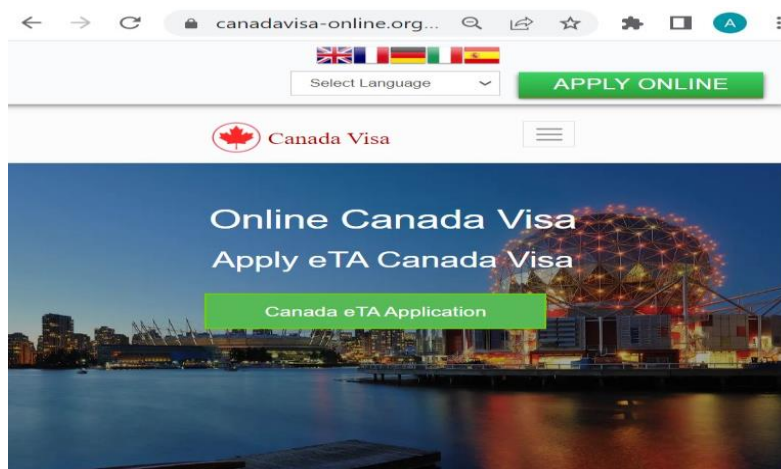 canadavisa-online.org...
A
Select Language
APPLY ONLINE
Canada Visa
Online Canada Visa
Apply eTA Canada Visa
Canada eTA Application